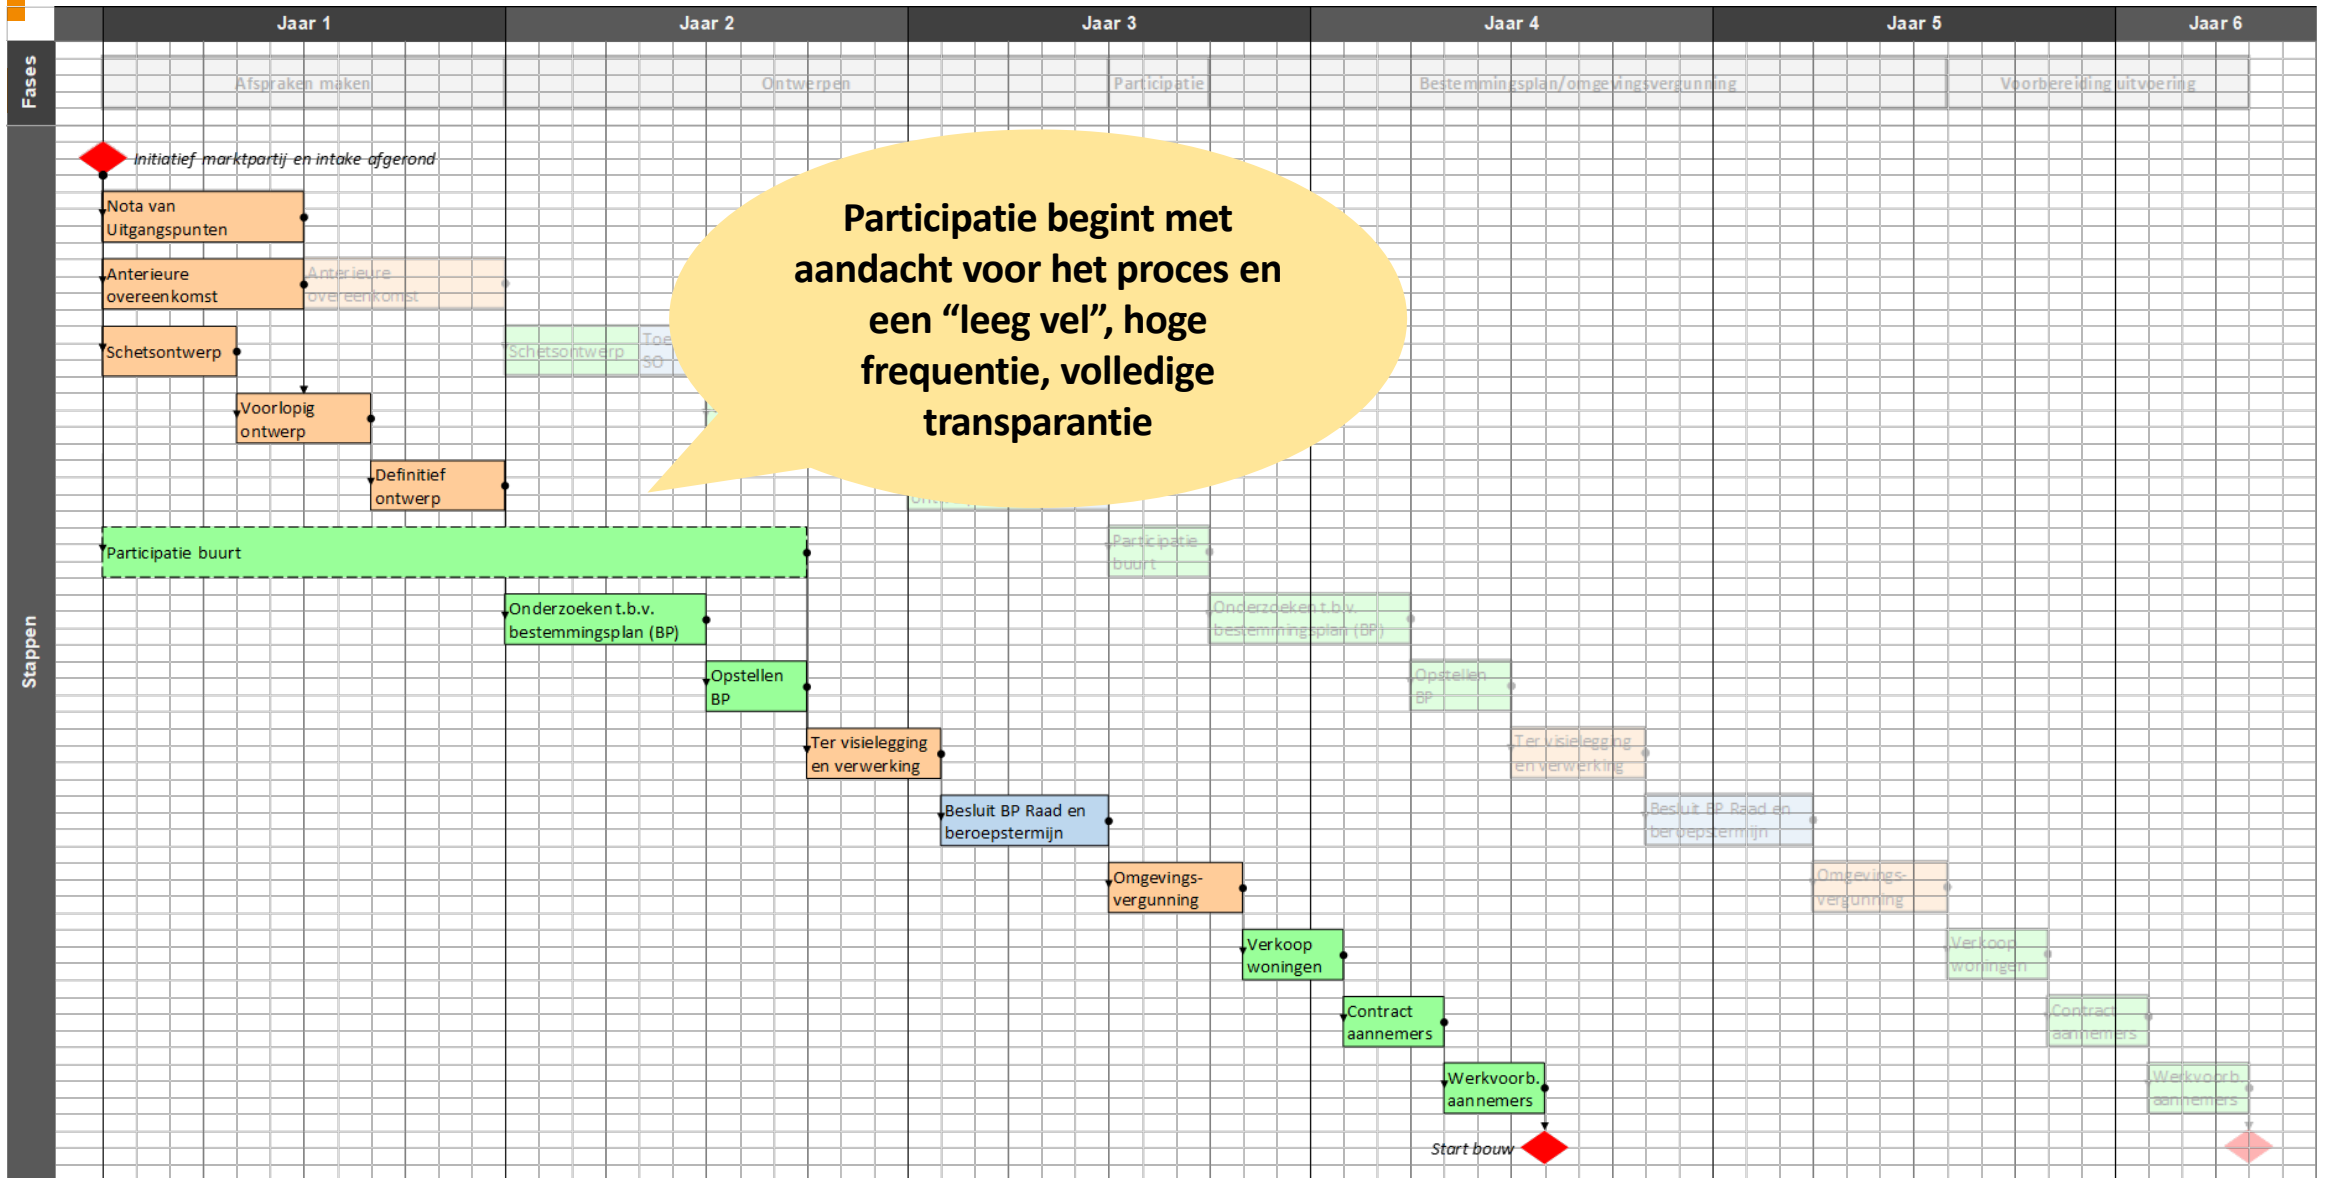 Jaar 1
Jaar 2
Jaar 3
Jaar 4
Jaar 5
Jaar 6
Fases
Afspraken maken
Ontwerpen
Participatie
Bestemmingsplan/omgevingsvergunning
Voorbereiding uitvoering
Stappen
Initiatief marktpartij en intake afgerond
Participatie begint met
aandacht voor het proces en
een “leeg vel”, hoge
frequentie, volledige
transparantie
Nota van
Uitgangspunten
Anterieure
overeenkomst
Anterieure
overeenkomst
Schetsontwerp
Schetsontwerp
SO
Voorlopig
ontwerp
Definitief
ontwerp
Participatie buurt
Participatie
buurt
Onderzoeken t.b.v.
bestemmingsplan (BP)
Onderzoeken t.b.v.
bestemmingsplan (BP)
Opstellen
BP
Opstellen
BP
Ter visielegging
en verwerking
Ter visielegging
en verwerking
Besluit BP Raad en
beroepstermijn
Besluit BP Raad en
beroepstermijn
Omgevings-
vergunning
Omgevings-
vergunning
Verkoop
woningen
Verkoop
woningen
Contract
aannemers
Contract
aannemers
Werkvoorb.
aannemers
Werkvoorb.
aannemers
Start bouw